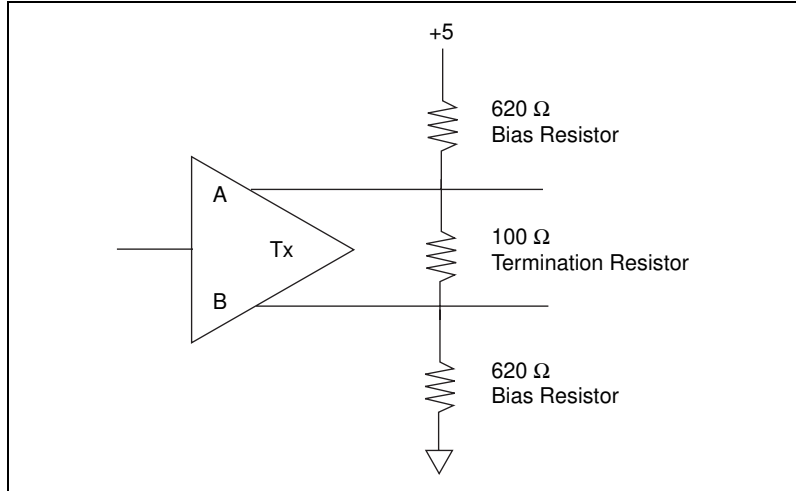 +5
620 Ω
Bias Resistor
A
100 Ω
Tx
Termination Resistor
B
620 Ω
Bias Resistor